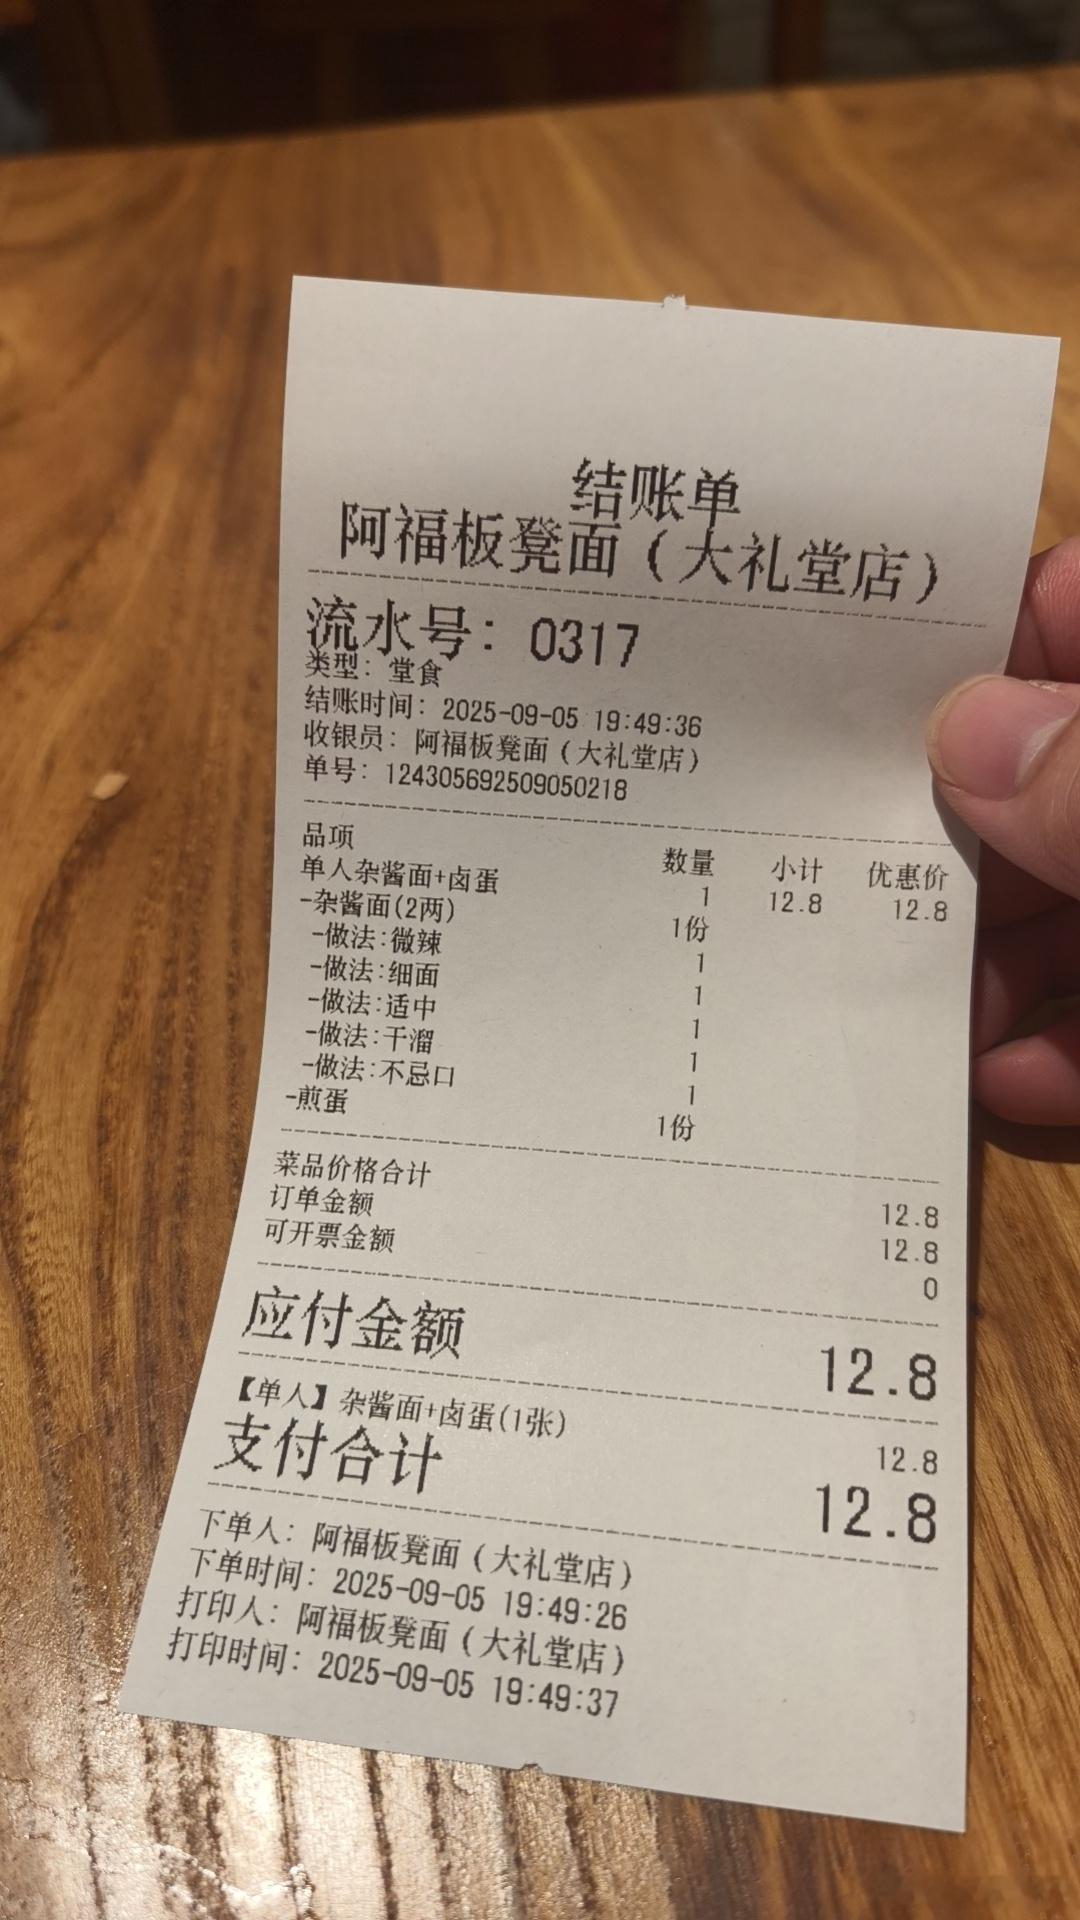 结账单
阿福板凳面（大礼堂店）
流水号：0317
类型：堂食
结账时间：2025-09-05 19:49:36
收银员：阿福板凳面（大礼堂店）
单号：124305692509050218
品项 数量 小计 优惠价
单人杂酱面+卤蛋 1 12.8 12.8
-杂酱面(2两) 1份
-做法:微辣 1
-做法:细面 1
-做法:适中 1
-做法:干溜 1
-做法:不忌口 1
-煎蛋 1份
菜品价格合计 12.8
订单金额 12.8
可开票金额 0
应付金额 12.8
【单人】杂酱面+卤蛋(1张) 12.8
支付合计 12.8
下单人：阿福板凳面（大礼堂店）
下单时间：2025-09-05 19:49:26
打印人：阿福板凳面（大礼堂店）
打印时间：2025-09-05 19:49:37